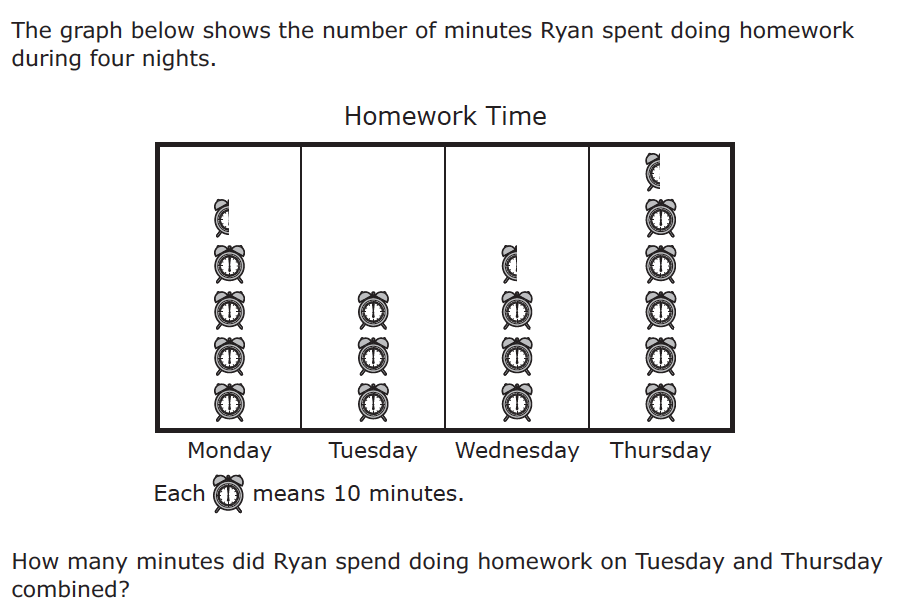 The graph below shows the number of minutes Ryan spent doing homework
during four nights.
Homework Time
Monday Tuesday Wednesday Thursday
Each means 10 minutes.
How many minutes did Ryan spend doing homework on Tuesday and Thursday
combined?